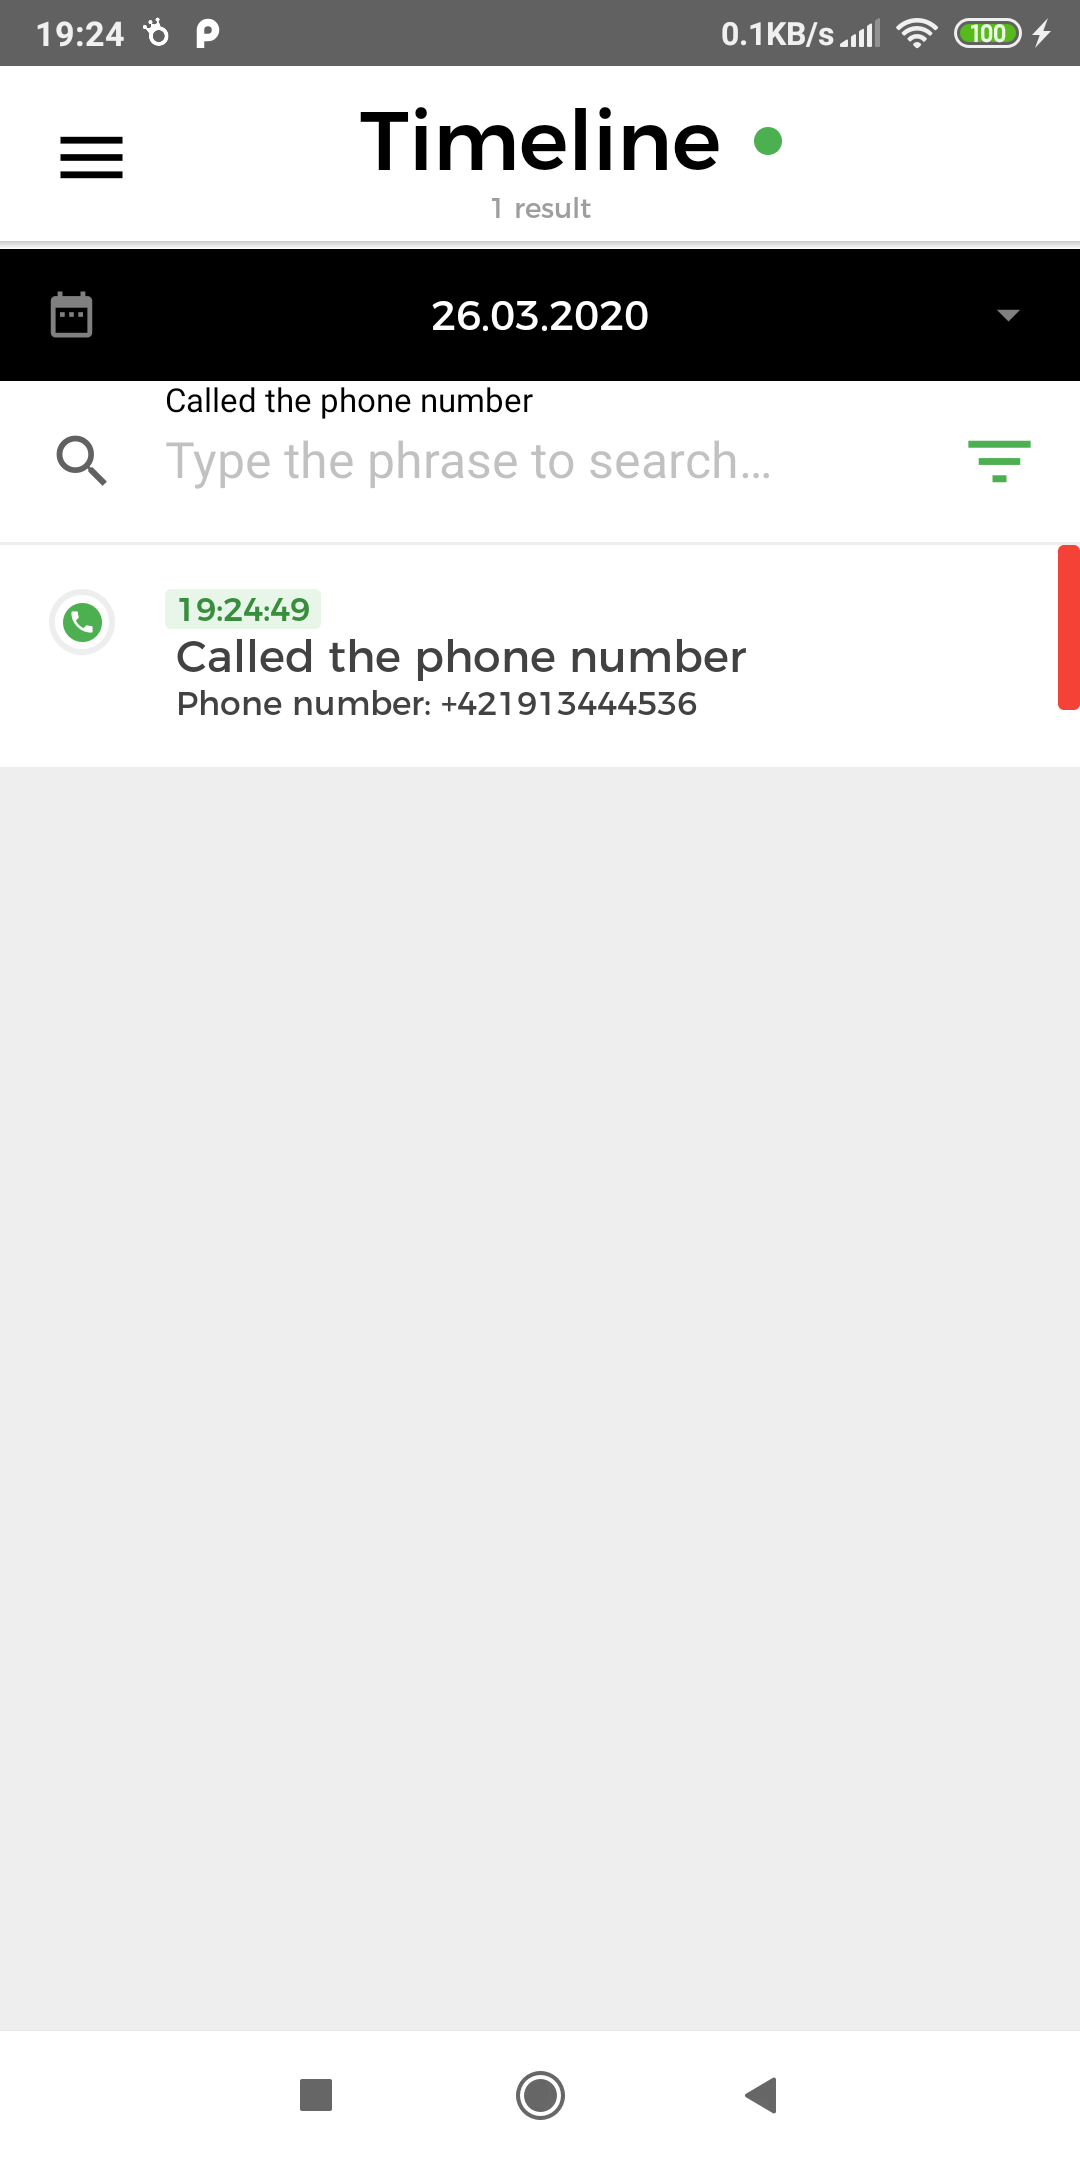 19:24 0.1KB/s 100
Timeline
1 result
26.03.2020
Called the phone number
Type the phrase to search...
19:24:49
Called the phone number
Phone number: +421913444536